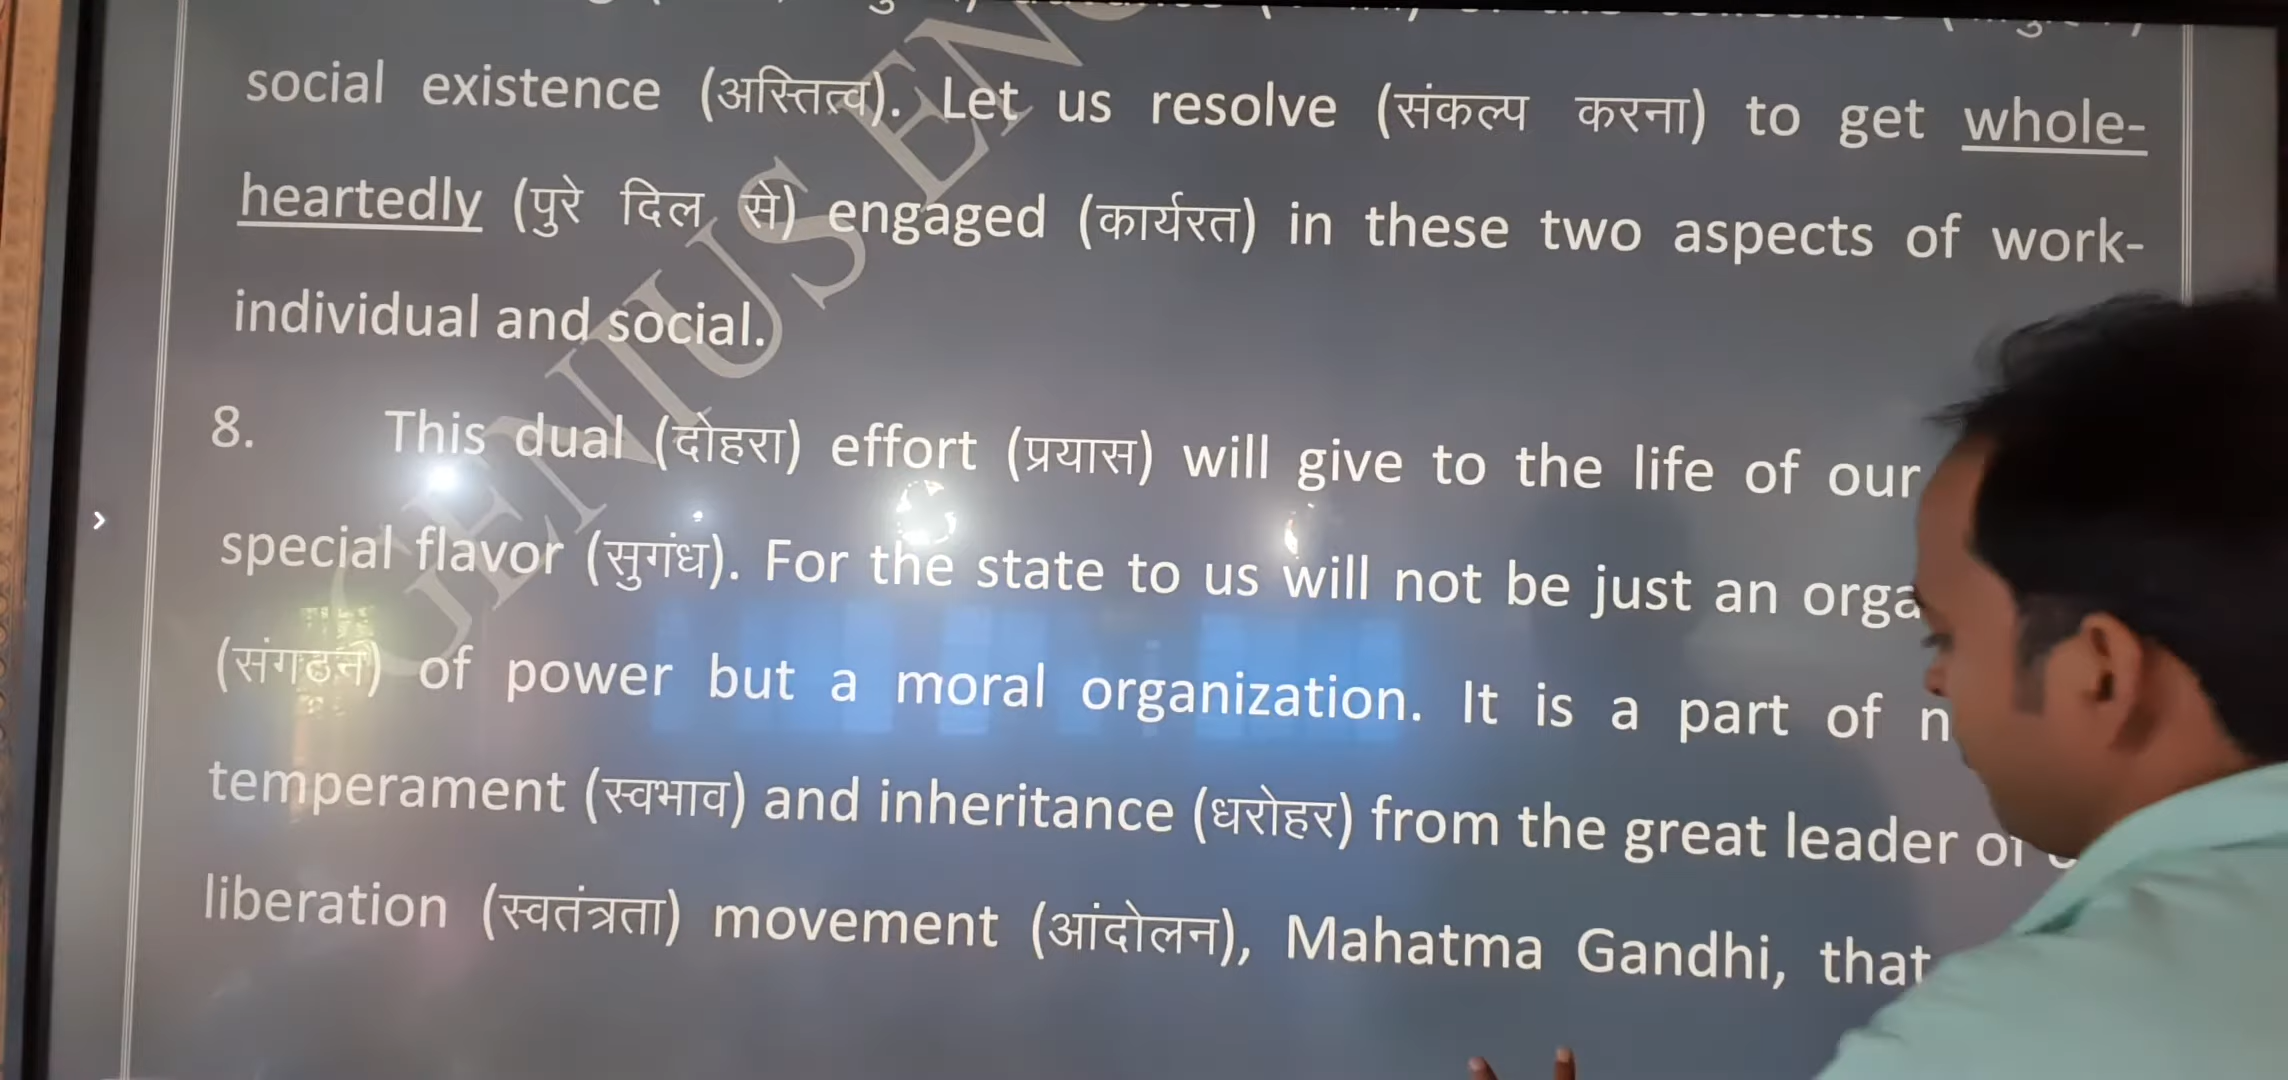 social existence (अस्तित्व). Let us resolve (संकल्प करना) to get whole-
heartedly (पुरे दिल से) engaged (कार्यरत) in these two aspects of work-
individual and social.
8. This dual (दोहरा) effort (प्रयास) will give to the life of our
special flavor (सुगंध). For the state to us will not be just an orga
(संगठन) of power but a moral organization. It is a part of n
temperament (स्वभाव) and inheritance (धरोहर) from the great leader of
liberation (स्वतंत्रता) movement (आंदोलन), Mahatma Gandhi, that
GENIUS ENG